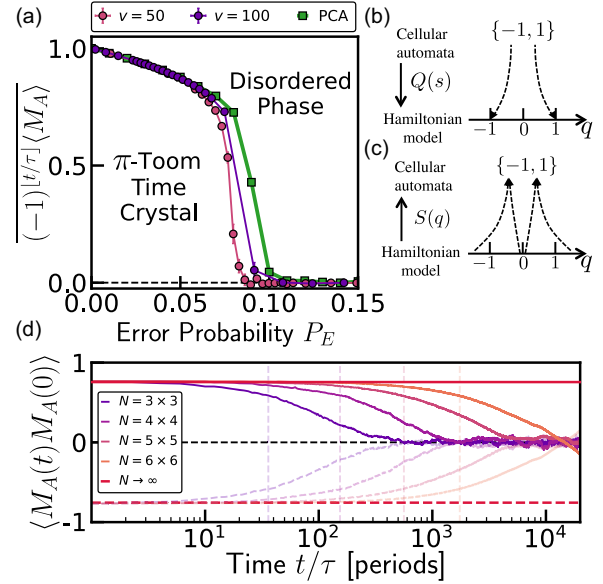 v = 50 v = 100 PCA
(a)
1.0
0.5
0.0
(-1)^{⌊t/τ⌋}⟨M_A⟩
Disordered
Phase
π-Toom
Time
Crystal
0.00 0.05 0.10 0.15
Error Probability P_E
(b)
Cellular
automata
Q(s)
Hamiltonian
model
{−1, 1}
−1 0 1 q
(c)
Cellular
automata
S(q)
Hamiltonian
model
{−1, 1}
−1 0 1 q
(d)
1
0
-1
⟨M_A(t)M_A(0)⟩
N = 3 × 3
N = 4 × 4
N = 5 × 5
N = 6 × 6
N → ∞
10^1 10^2 10^3 10^4
Time t/τ [periods]